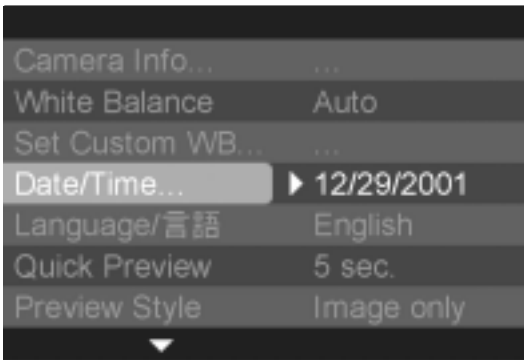 Camera Info... ...
White Balance Auto
Set Custom WB... ...
Date/Time... 12/29/2001
Language/言語 English
Quick Preview 5 sec.
Preview Style Image only